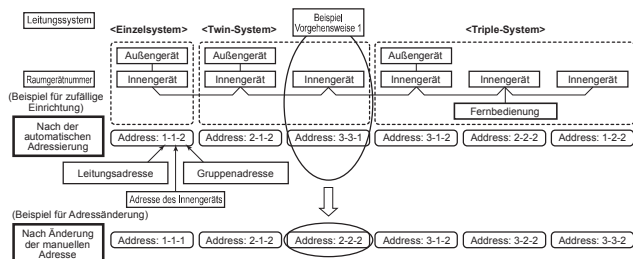 Leitungssystem
<Einzelsystem>
<Twin-System>
Beispiel
Vorgehensweise 1
<Triple-System>
Außengerät
Außengerät
Außengerät
Raumgerätnummer
Innengerät
Innengerät
Innengerät
Innengerät
Innengerät
Innengerät
(Beispiel für zufällige
Einrichtung)
Fernbedienung
Nach der
automatischen
Adressierung
Address: 1-1-2
Address: 2-1-2
Address: 3-3-1
Address: 3-1-2
Address: 2-2-2
Address: 1-2-2
Leitungsadresse
Gruppenadresse
Adresse des Innengeräts
(Beispiel für Adressänderung)
Nach Änderung
der manuellen
Adresse
Address: 1-1-1
Address: 2-1-2
Address: 2-2-2
Address: 3-1-2
Address: 3-2-2
Address: 3-3-2